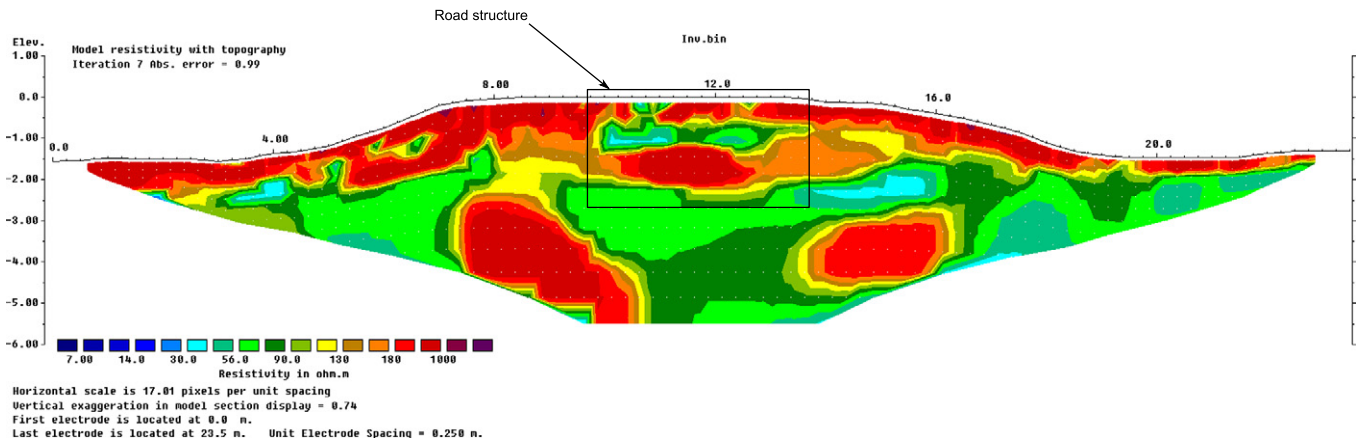 Road structure
Inv.bin
Elev.
Model resistivity with topography
Iteration 7 Abs. error = 0.99
1.00
0.0
-1.00
-2.00
-3.00
-4.00
-5.00
-6.00
0.0 4.00 8.00 12.0 16.0 20.0
7.00 14.0 30.0 56.0 90.0 130 180 1000
Resistivity in ohm.m
Horizontal scale is 17.01 pixels per unit spacing
Vertical exaggeration in model section display = 0.74
First electrode is located at 0.0 m.
Last electrode is located at 23.5 m. Unit Electrode Spacing = 0.250 m.